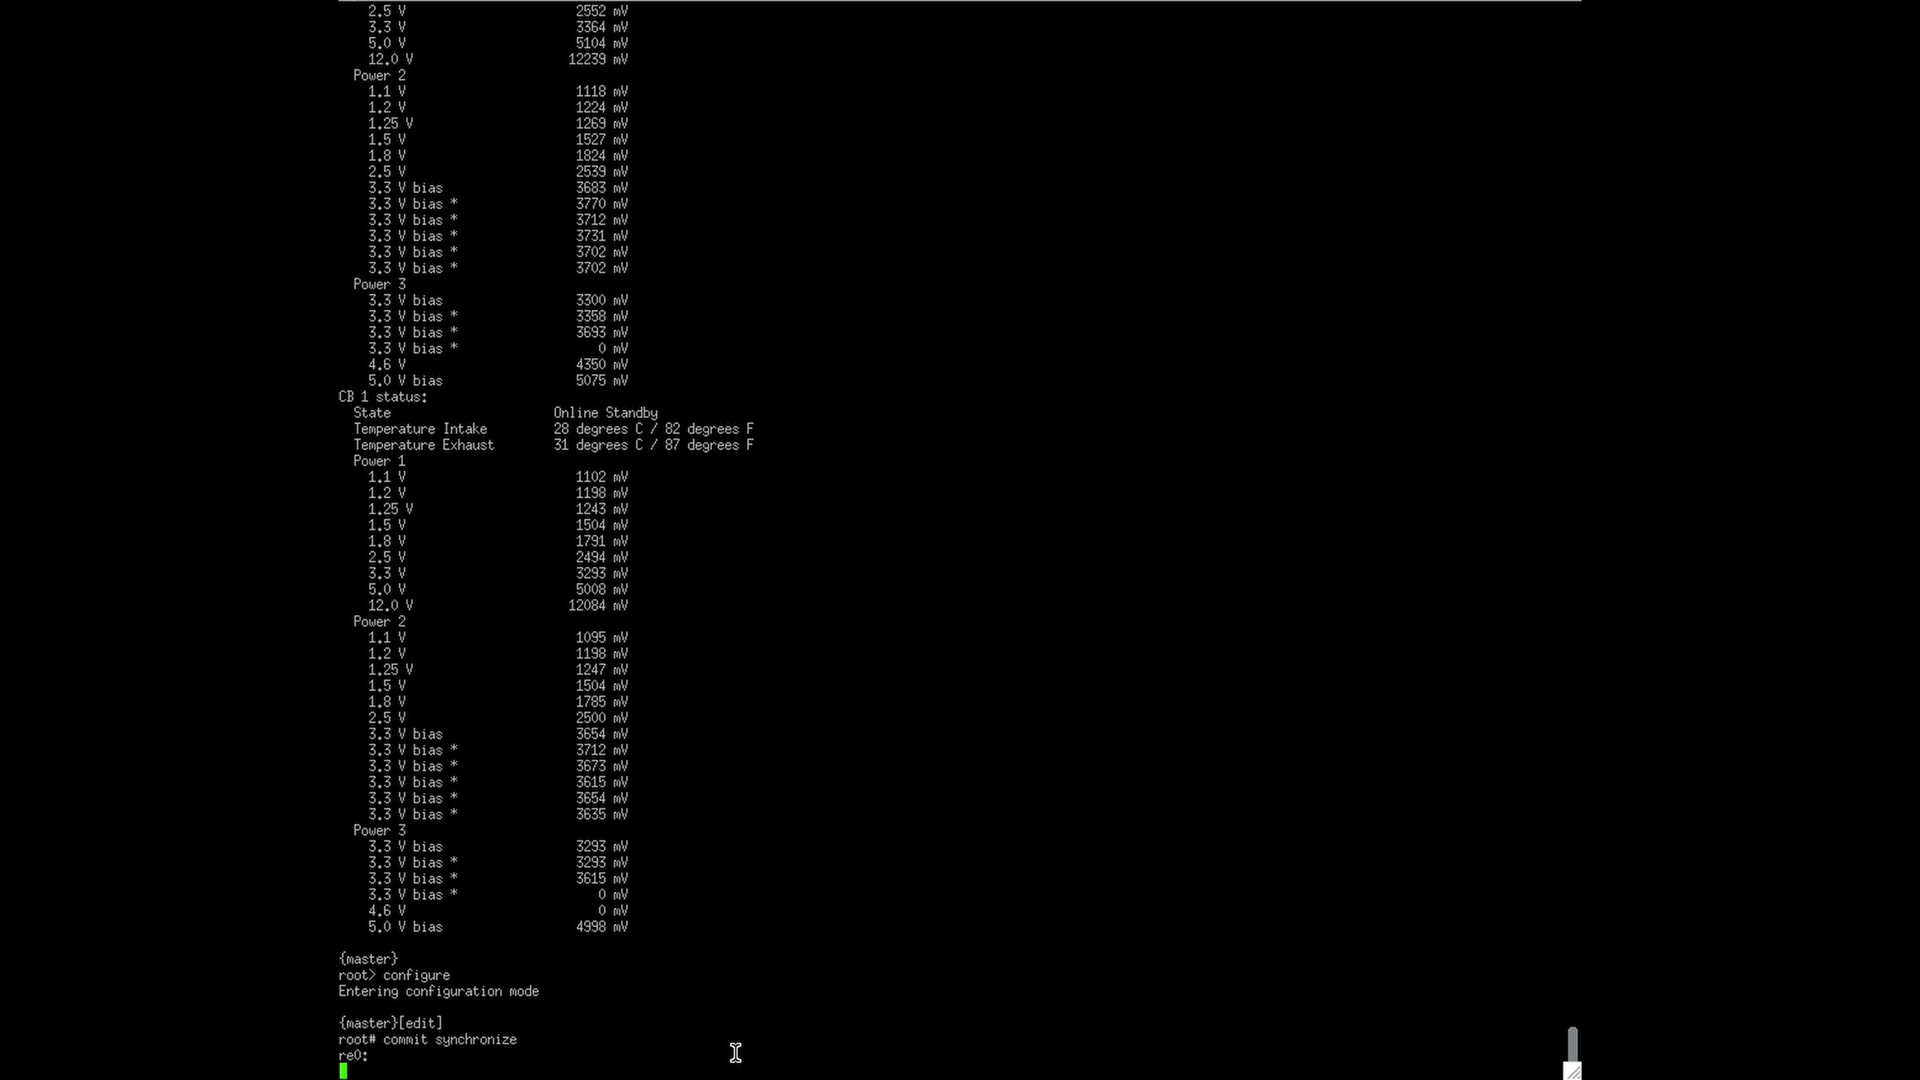 2.5 V 2552 mV
3.3 V 3364 mV
5.0 V 5104 mV
12.0 V 12239 mV
Power 2
1.1 V 1118 mV
1.2 V 1224 mV
1.25 V 1269 mV
1.5 V 1527 mV
1.8 V 1824 mV
2.5 V 2539 mV
3.3 V bias 3683 mV
3.3 V bias * 3770 mV
3.3 V bias * 3712 mV
3.3 V bias * 3731 mV
3.3 V bias * 3702 mV
3.3 V bias * 3702 mV
Power 3
3.3 V bias 3300 mV
3.3 V bias * 3358 mV
3.3 V bias * 3693 mV
3.3 V bias * 0 mV
4.6 V 4350 mV
5.0 V bias 5075 mV
CB 1 status:
State Online Standby
Temperature Intake 28 degrees C / 82 degrees F
Temperature Exhaust 31 degrees C / 87 degrees F
Power 1
1.1 V 1102 mV
1.2 V 1198 mV
1.25 V 1243 mV
1.5 V 1504 mV
1.8 V 1791 mV
2.5 V 2494 mV
3.3 V 3293 mV
5.0 V 5008 mV
12.0 V 12084 mV
Power 2
1.1 V 1095 mV
1.2 V 1198 mV
1.25 V 1247 mV
1.5 V 1504 mV
1.8 V 1785 mV
2.5 V 2500 mV
3.3 V bias 3654 mV
3.3 V bias * 3712 mV
3.3 V bias * 3673 mV
3.3 V bias * 3615 mV
3.3 V bias * 3654 mV
3.3 V bias * 3635 mV
Power 3
3.3 V bias 3293 mV
3.3 V bias * 3293 mV
3.3 V bias * 3615 mV
3.3 V bias * 0 mV
4.6 V 0 mV
5.0 V bias 4998 mV
{master}
root> configure
Entering configuration mode
{master}[edit]
root# commit synchronize
re0: